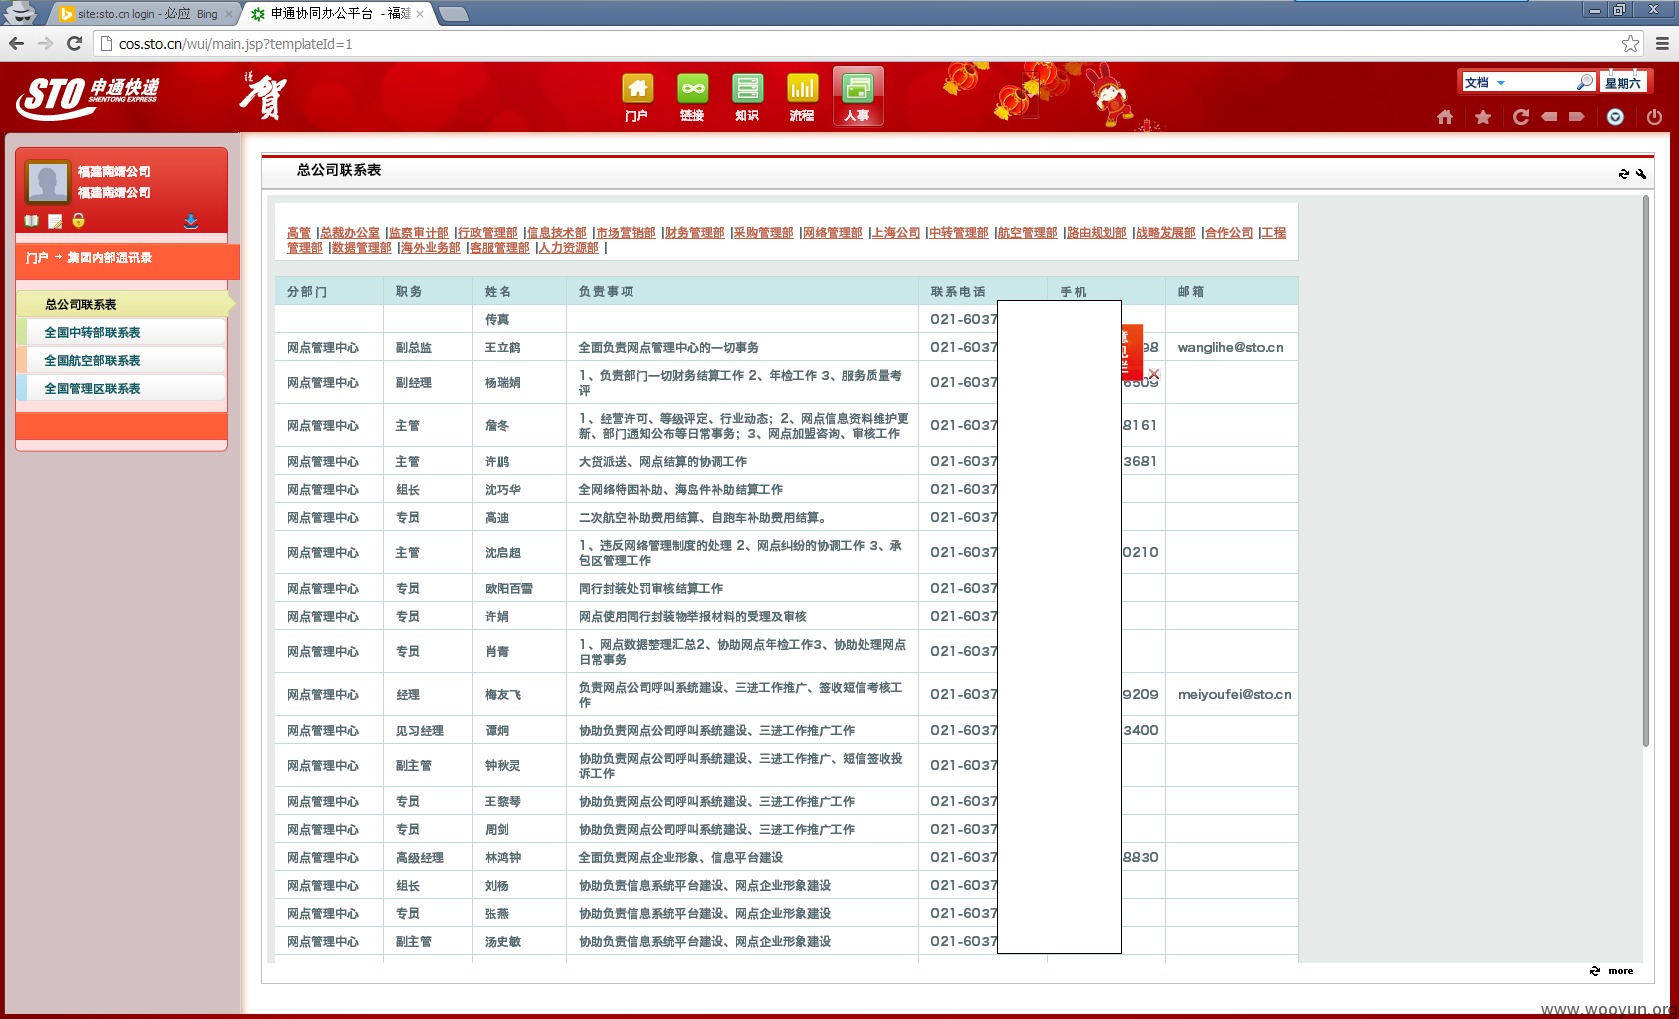 site:sto.cn login - 必应 Bing
申通协同办公平台 - 福建
cos.sto.cn/wui/main.jsp?templateId=1
STO 申通快递
SHENTONG EXPRESS
谨
贺
门户 链接 知识 流程 人事
文档 星期六
福建南靖公司
福建南靖公司
门户 → 集团内部通讯录
总公司联系表
全国中转部联系表
全国航空部联系表
全国管理区联系表
总公司联系表
高管 |总裁办公室 |监察审计部 |行政管理部 |信息技术部 |市场营销部 |财务管理部 |采购管理部 |网络管理部 |上海公司 |中转管理部 |航空管理部 |路由规划部 |战略发展部 |合作公司 |工程
管理部 |数据管理部 |海外业务部 |客服管理部 |人力资源部 |
分部门 职务 姓名 负责事项 联系电话 手机 邮箱
传真 021-6037
网点管理中心 副总监 王立鹤 全面负责网点管理中心的一切事务 021-6037 98 wanglihe@sto.cn
网点管理中心 副经理 杨瑞娟 1、负责部门一切财务结算工作 2、年检工作 3、服务质量考
评 021-6037 6509
网点管理中心 主管 詹冬 1、经营许可、等级评定、行业动态；2、网点信息资料维护更
新、部门通知公布等日常事务；3、网点加盟咨询、审核工作 021-6037 8161
网点管理中心 主管 许鹏 大货派送、网点结算的协调工作 021-6037 3681
网点管理中心 组长 沈巧华 全网络特困补助、海岛件补助结算工作 021-6037
网点管理中心 专员 高迪 二次航空补助费用结算、自跑车补助费用结算。 021-6037
网点管理中心 主管 沈启超 1、违反网络管理制度的处理 2、网点纠纷的协调工作 3、承
包区管理工作 021-6037 0210
网点管理中心 专员 欧阳百雪 同行封装处罚审核结算工作 021-6037
网点管理中心 专员 许娟 网点使用同行封装物举报材料的受理及审核 021-6037
网点管理中心 专员 肖青 1、网点数据整理汇总2、协助网点年检工作3、协助处理网点
日常事务 021-6037
网点管理中心 经理 梅友飞 负责网点公司呼叫系统建设、三进工作推广、签收短信考核工
作 021-6037 9209 meiyoufei@sto.cn
网点管理中心 见习经理 谭炯 协助负责网点公司呼叫系统建设、三进工作推广工作 021-6037 3400
网点管理中心 副主管 钟秋灵 协助负责网点公司呼叫系统建设、三进工作推广、短信签收投
诉工作 021-6037
网点管理中心 专员 王黎琴 协助负责网点公司呼叫系统建设、三进工作推广工作 021-6037
网点管理中心 专员 周剑 协助负责网点公司呼叫系统建设、三进工作推广工作 021-6037
网点管理中心 高级经理 林鸿钟 全面负责网点企业形象、信息平台建设 021-6037 8830
网点管理中心 组长 刘杨 协助负责信息系统平台建设、网点企业形象建设 021-6037
网点管理中心 专员 张燕 协助负责信息系统平台建设、网点企业形象建设 021-6037
网点管理中心 副主管 汤史敏 协助负责信息系统平台建设、网点企业形象建设 021-6037
more
www.wooyun.org